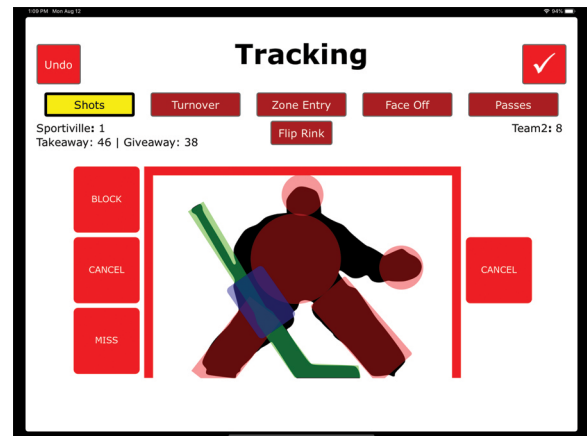 1:09 PM Mon Aug 12
94%
Undo
Tracking
Shots
Turnover
Zone Entry
Face Off
Passes
Sportiville: 1
Takeaway: 46 | Giveaway: 38
Flip Rink
Team2: 8
BLOCK
CANCEL
CANCEL
MISS